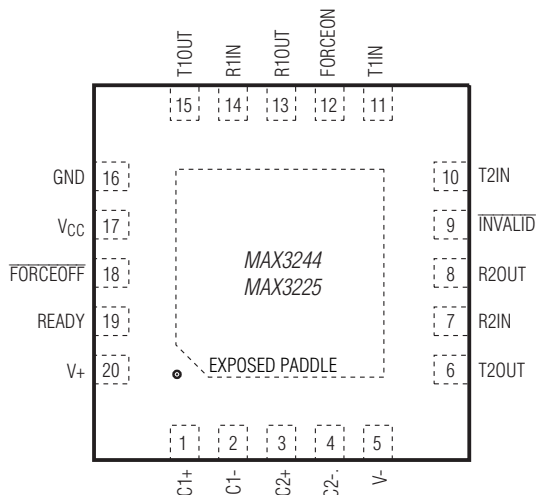 T1OUT
R1IN
R1OUT
FORCEON
T1IN
15
14
13
12
11
GND 16
10 T2IN
VCC 17
9 INVALID
FORCEOFF 18
8 R2OUT
READY 19
7 R2IN
V+ 20
6 T2OUT
MAX3244
MAX3225
EXPOSED PADDLE
1
2
3
4
5
C1+
C1-
C2+
C2-.
V-